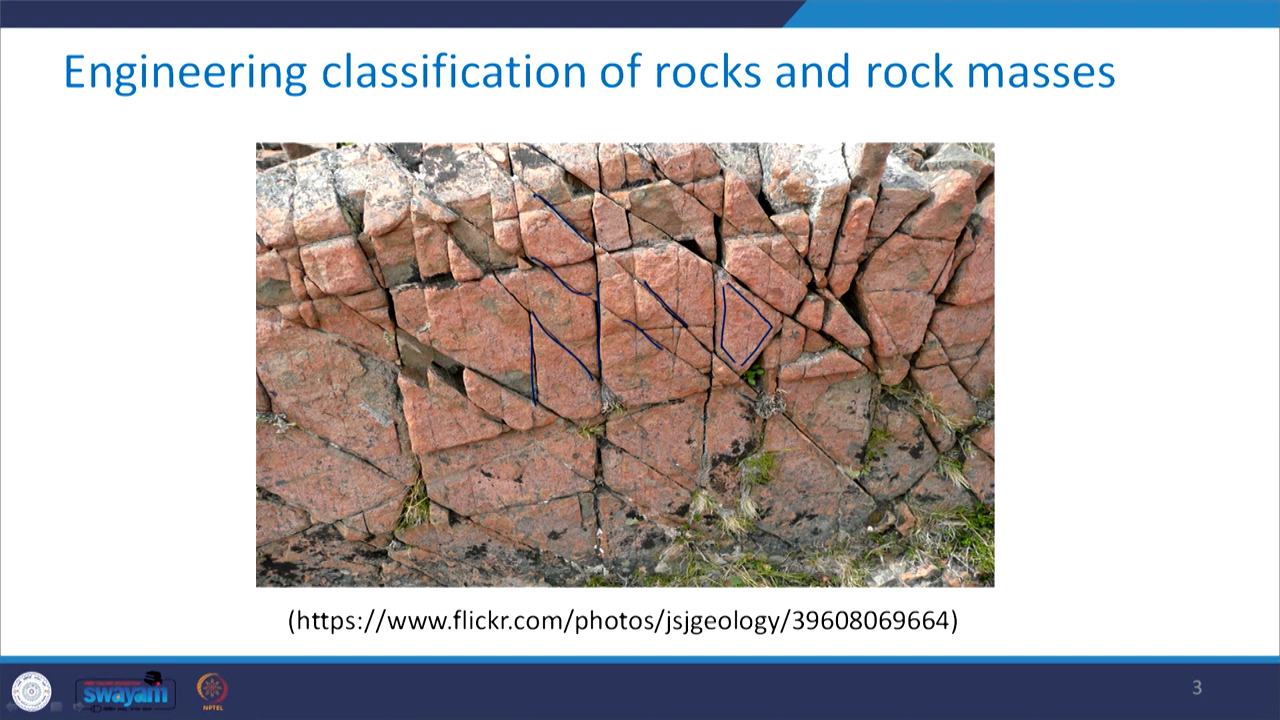 Engineering classification of rocks and rock masses
(https://www.flickr.com/photos/jsjgeology/39608069664)
swayam
NPTEL
3